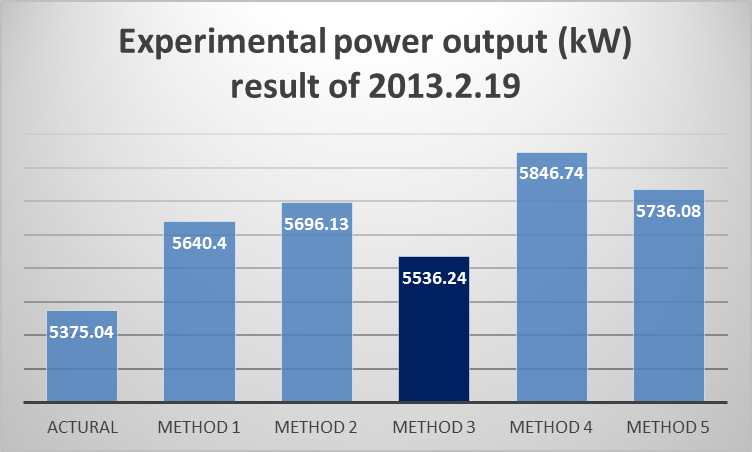 Experimental power output (kW)
result of 2013.2.19
5846.74
5736.08
5696.13
5640.4
5536.24
5375.04
ACTURAL METHOD 1 METHOD 2 METHOD 3 METHOD 4 METHOD 5